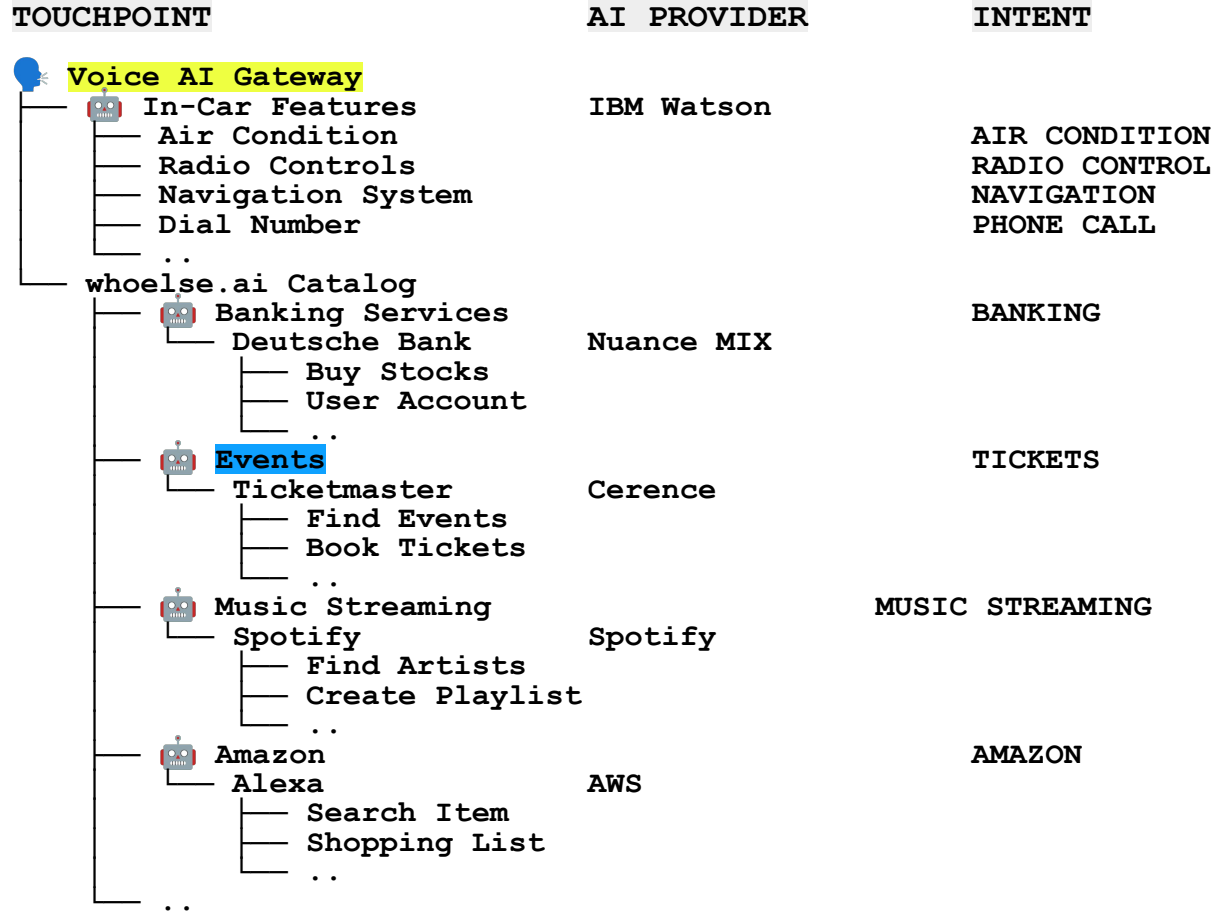 TOUCHPOINT AI PROVIDER INTENT
Voice AI Gateway
In-Car Features IBM Watson
Air Condition AIR CONDITION
Radio Controls RADIO CONTROL
Navigation System NAVIGATION
Dial Number PHONE CALL
..
whoelse.ai Catalog
Banking Services BANKING
Deutsche Bank Nuance MIX
Buy Stocks
User Account
..
Events TICKETS
Ticketmaster Cerence
Find Events
Book Tickets
..
Music Streaming MUSIC STREAMING
Spotify Spotify
Find Artists
Create Playlist
..
Amazon AMAZON
Alexa AWS
Search Item
Shopping List
..
..